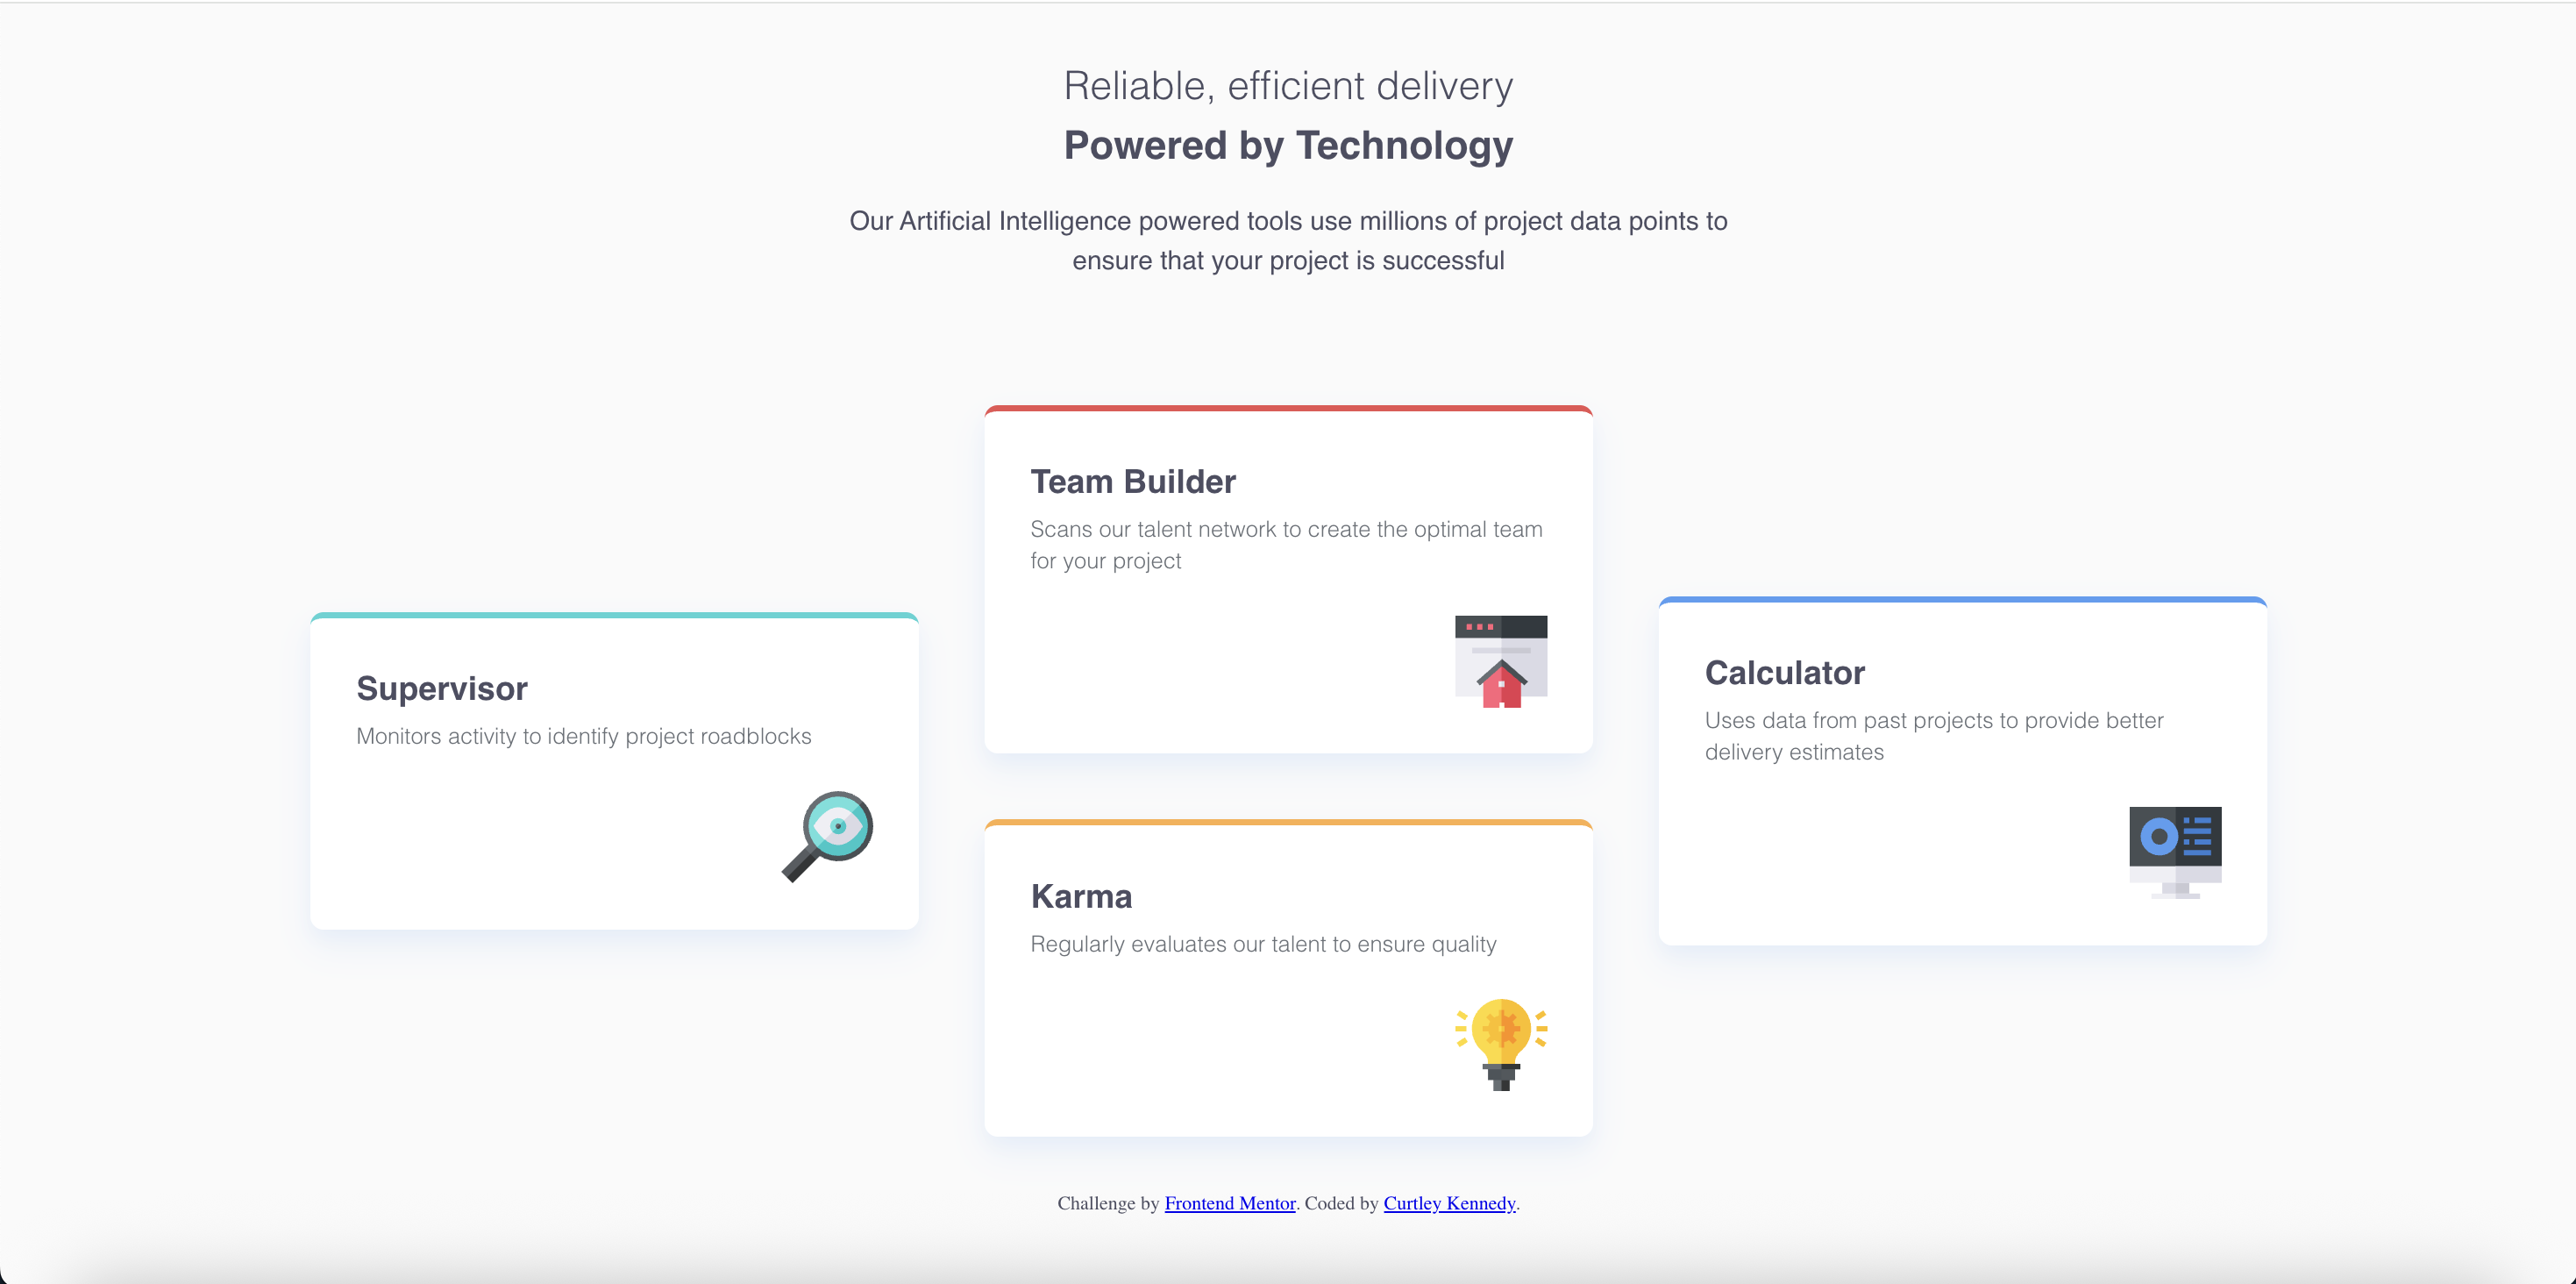 Reliable, efficient delivery
Powered by Technology
Our Artificial Intelligence powered tools use millions of project data points to
ensure that your project is successful
Supervisor
Monitors activity to identify project roadblocks
Team Builder
Scans our talent network to create the optimal team
for your project
Karma
Regularly evaluates our talent to ensure quality
Calculator
Uses data from past projects to provide better
delivery estimates
Challenge by Frontend Mentor. Coded by Curtley Kennedy.